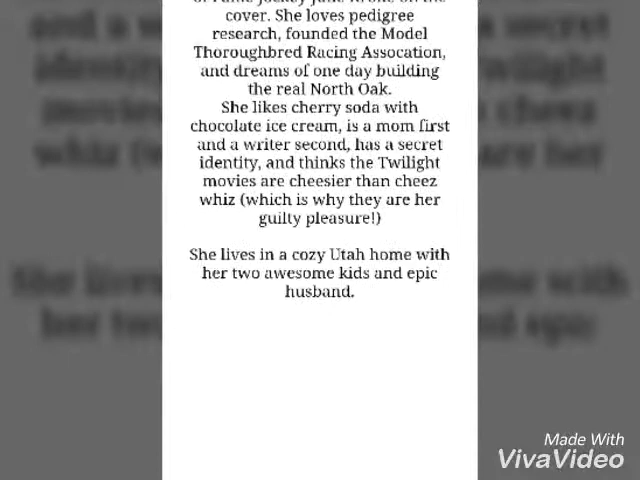 cover. She loves pedigree
research, founded the Model
Thoroughbred Racing Assocation,
and dreams of one day building
the real North Oak.
She likes cherry soda with
chocolate ice cream, is a mom first
and a writer second, has a secret
identity, and thinks the Twilight
movies are cheesier than cheez
whiz (which is why they are her
guilty pleasure!)
She lives in a cozy Utah home with
her two awesome kids and epic
husband.
Made With
VivaVideo